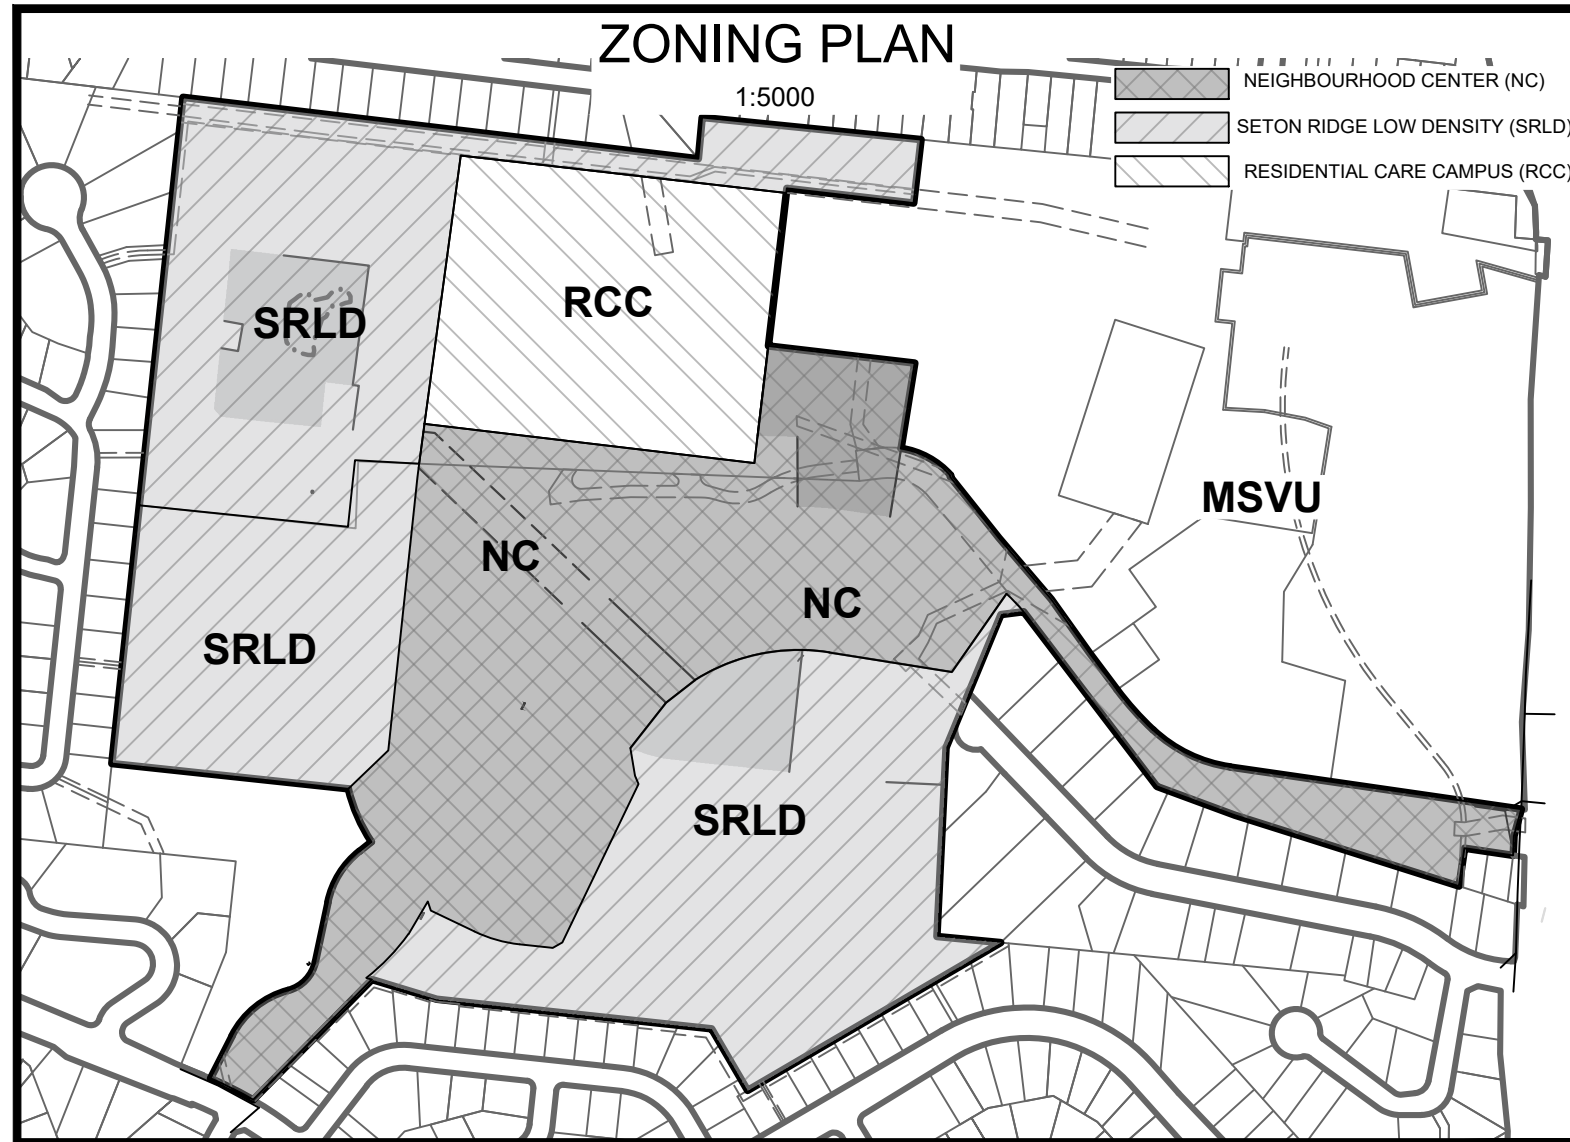 ZONING PLAN
1:5000
NEIGHBOURHOOD CENTER (NC)
SETON RIDGE LOW DENSITY (SRLD)
RESIDENTIAL CARE CAMPUS (RCC)
RCC
SRLD
MSVU
NC
NC
SRLD
SRLD